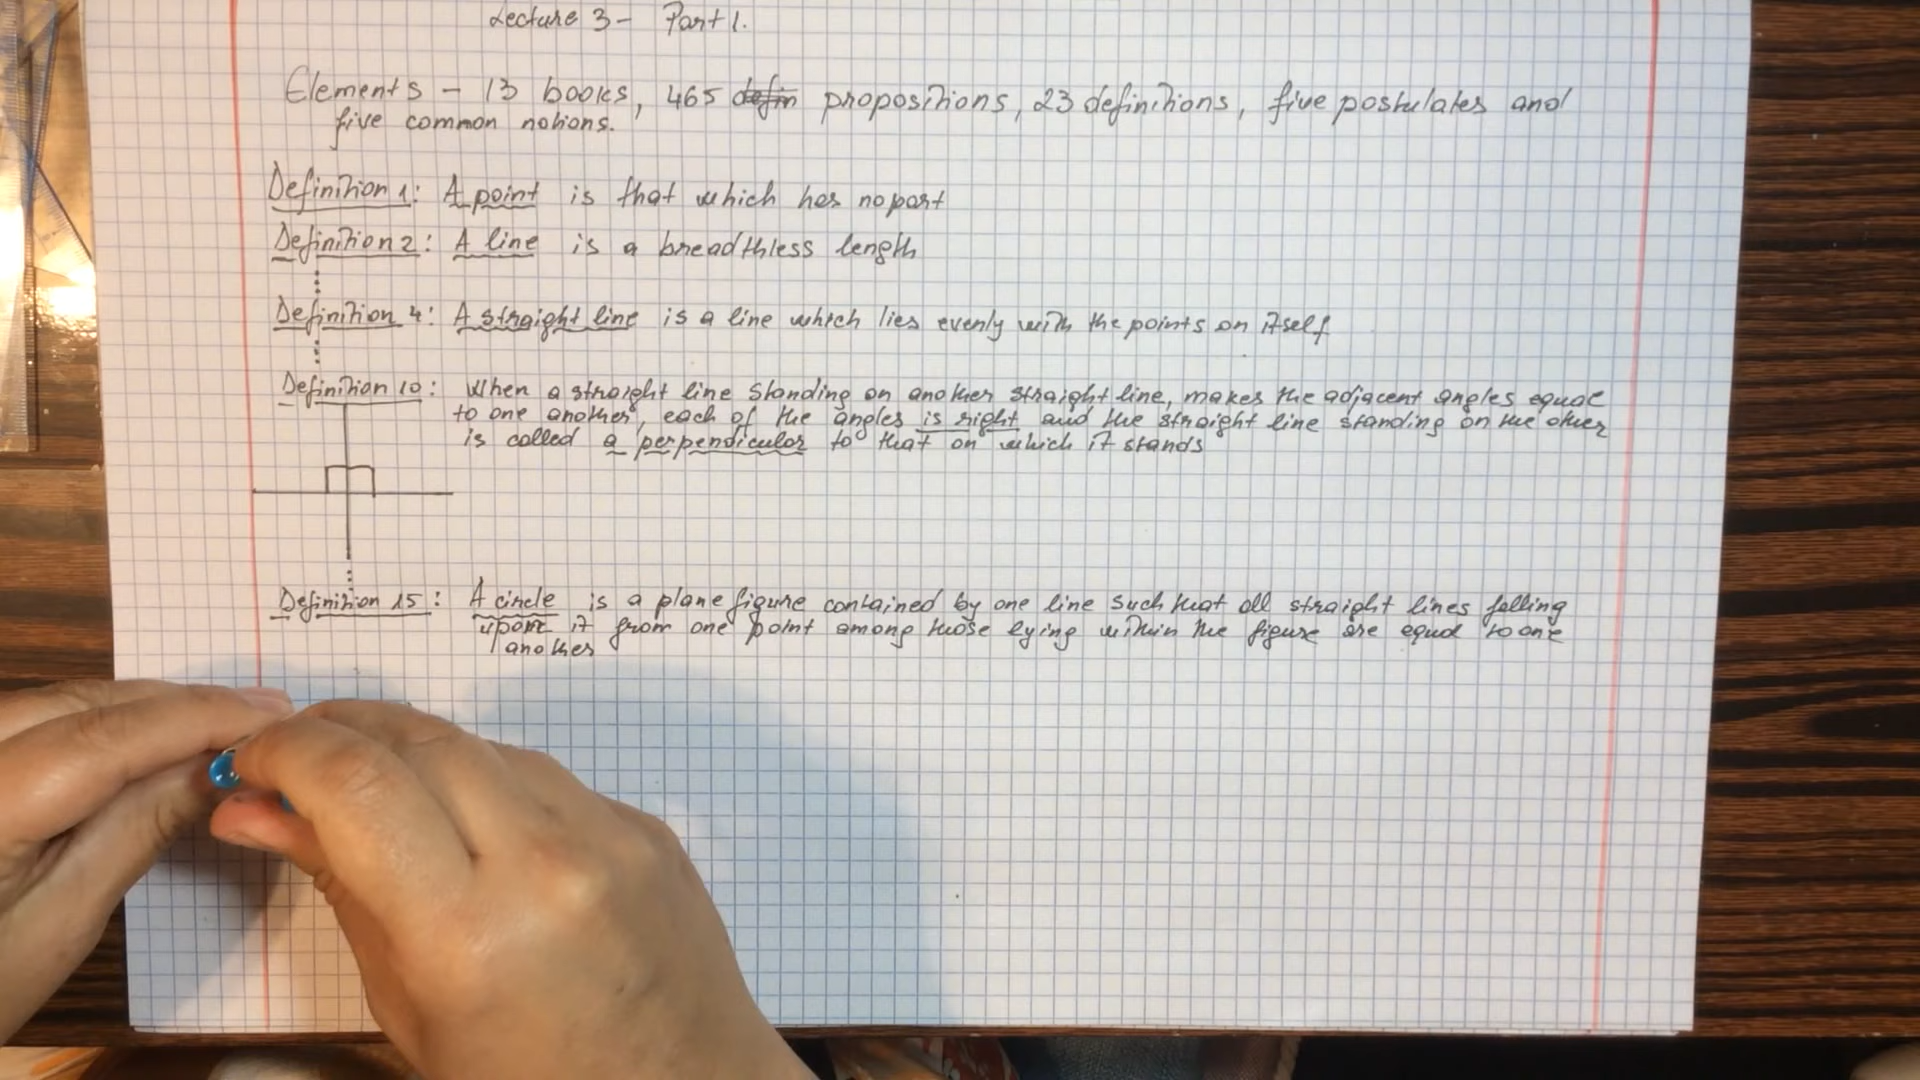 Lecture 3 - Part 1.
Elements - 13 books, 465 defin propositions, 23 definitions, five postulates and
five common notions.
Definition 1: A point is that which has no part
Definition 2: A line is a breadthless length
Definition 4: A straight line is a line which lies evenly with the points on itself
Definition 10: When a straight line standing on another straight line, makes the adjacent angles equal
to one another, each of the angles is right and the straight line standing on the other
is called a perpendicular to that on which it stands
Definition 15: A circle is a plane figure contained by one line such that all straight lines falling
upon it from one point among those lying within the figure are equal to one
another